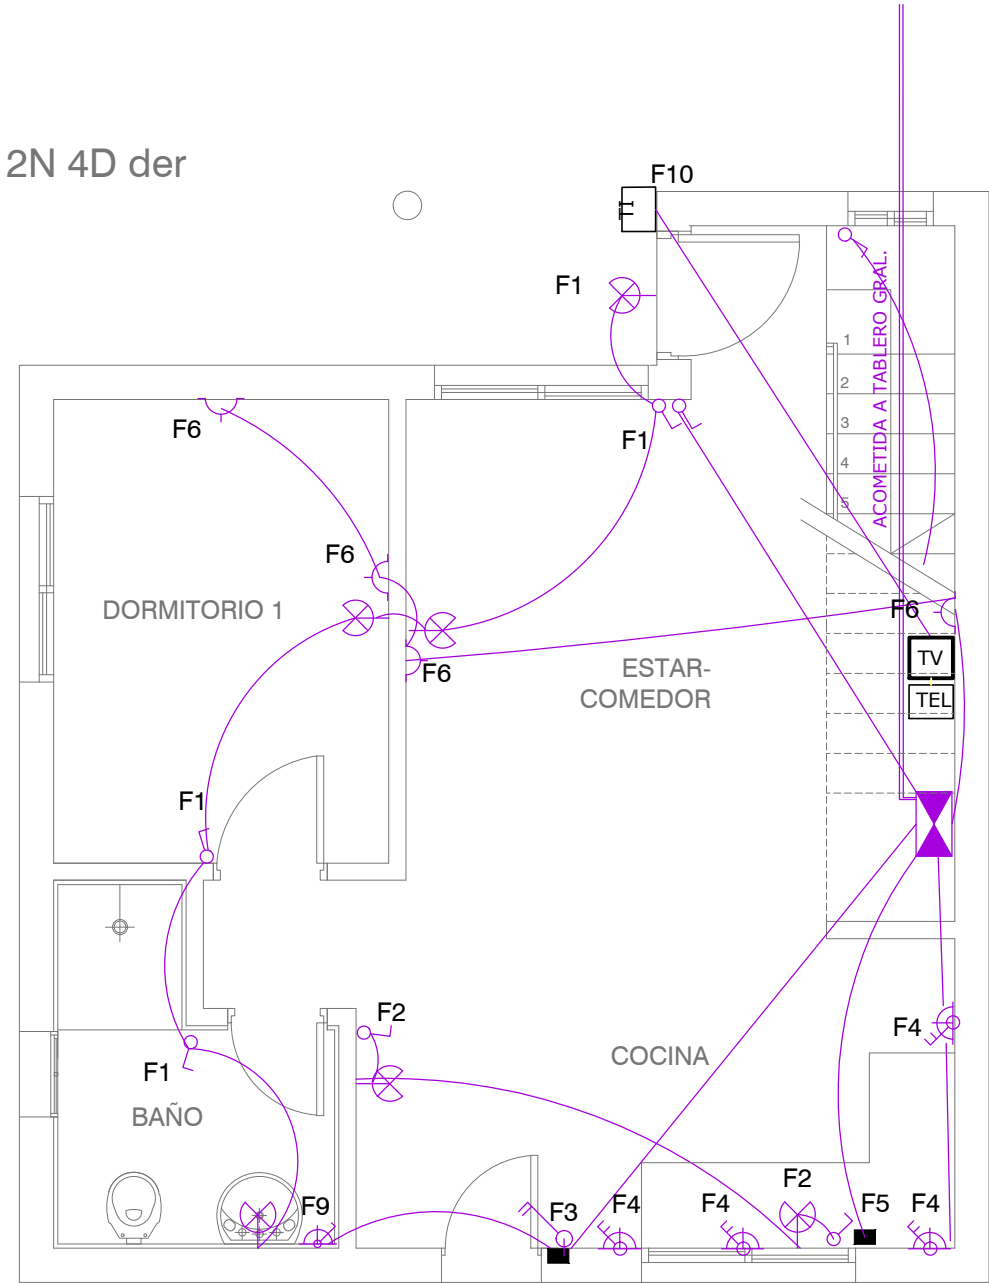 2N 4D der
F10
F1
ACOMETIDA A TABLERO GRAL.
1
2
3
4
5
F6
F1
F6
DORMITORIO 1
F6
F6
ESTAR-
COMEDOR
TV
TEL
F1
F2
F4
F1
COCINA
BAÑO
F9
F3
F4
F4
F2
F5
F4